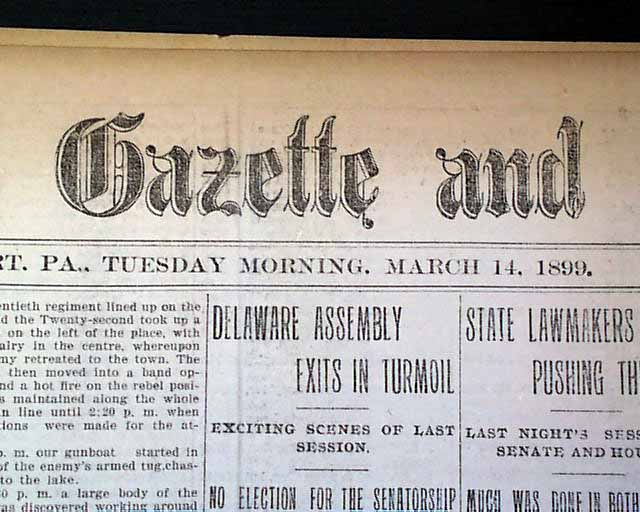 Gazette and
RT. PA., TUESDAY MORNING, MARCH 14, 1899.
entieth regiment lined up on the
d the Twenty-second took up a
on the left of the place, with
alry in the centre, whereupon
my retreated to the town. The
then moved into a band op-
nd a hot fire on the rebel posi-
s maintained along the whole
in line until 2:20 p. m. when
tions were made for the at-
p. m. our gunboat started in
of the enemy's armed tug, chas-
to the lake.
0 p. m. a large body of the
was discovered working around
DELAWARE ASSEMBLY
EXITS IN TURMOIL
EXCITING SCENES OF LAST
SESSION.
NO ELECTION FOR THE SENATORSHIP
STATE LAWMAKERS
PUSHING TH
LAST NIGHT'S SESS
SENATE AND HOU
MUCH WAS DONE IN BOTH